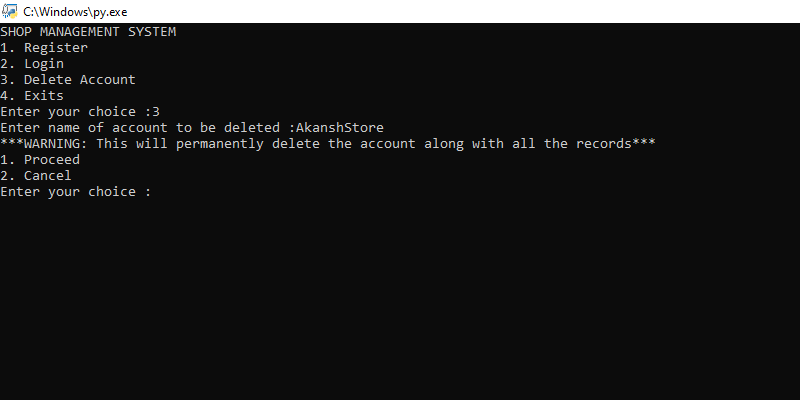 C:\Windows\py.exe
SHOP MANAGEMENT SYSTEM
1. Register
2. Login
3. Delete Account
4. Exits
Enter your choice :3
Enter name of account to be deleted :AkanshStore
***WARNING: This will permanently delete the account along with all the records***
1. Proceed
2. Cancel
Enter your choice :